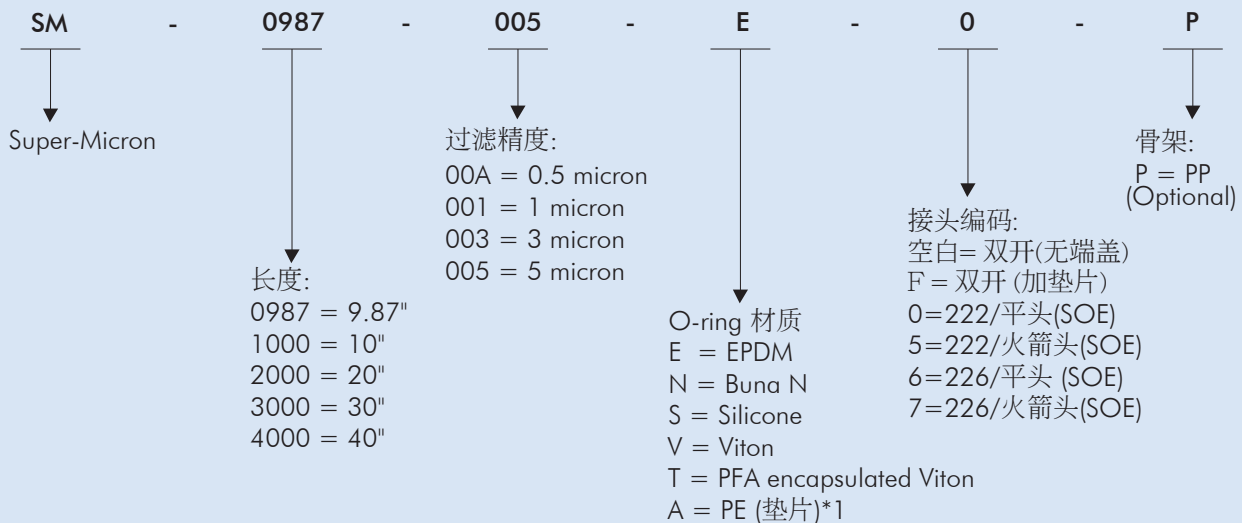 SM - 0987 - 005 - E - 0 - P
Super-Micron
长度:
0987 = 9.87"
1000 = 10"
2000 = 20"
3000 = 30"
4000 = 40"
过滤精度:
00A = 0.5 micron
001 = 1 micron
003 = 3 micron
005 = 5 micron
O-ring 材质
E = EPDM
N = Buna N
S = Silicone
V = Viton
T = PFA encapsulated Viton
A = PE (垫片)*1
接头编码:
空白= 双开(无端盖)
F = 双开 (加垫片)
0=222/平头(SOE)
5=222/火箭头(SOE)
6=226/平头 (SOE)
7=226/火箭头(SOE)
骨架:
P = PP
(Optional)